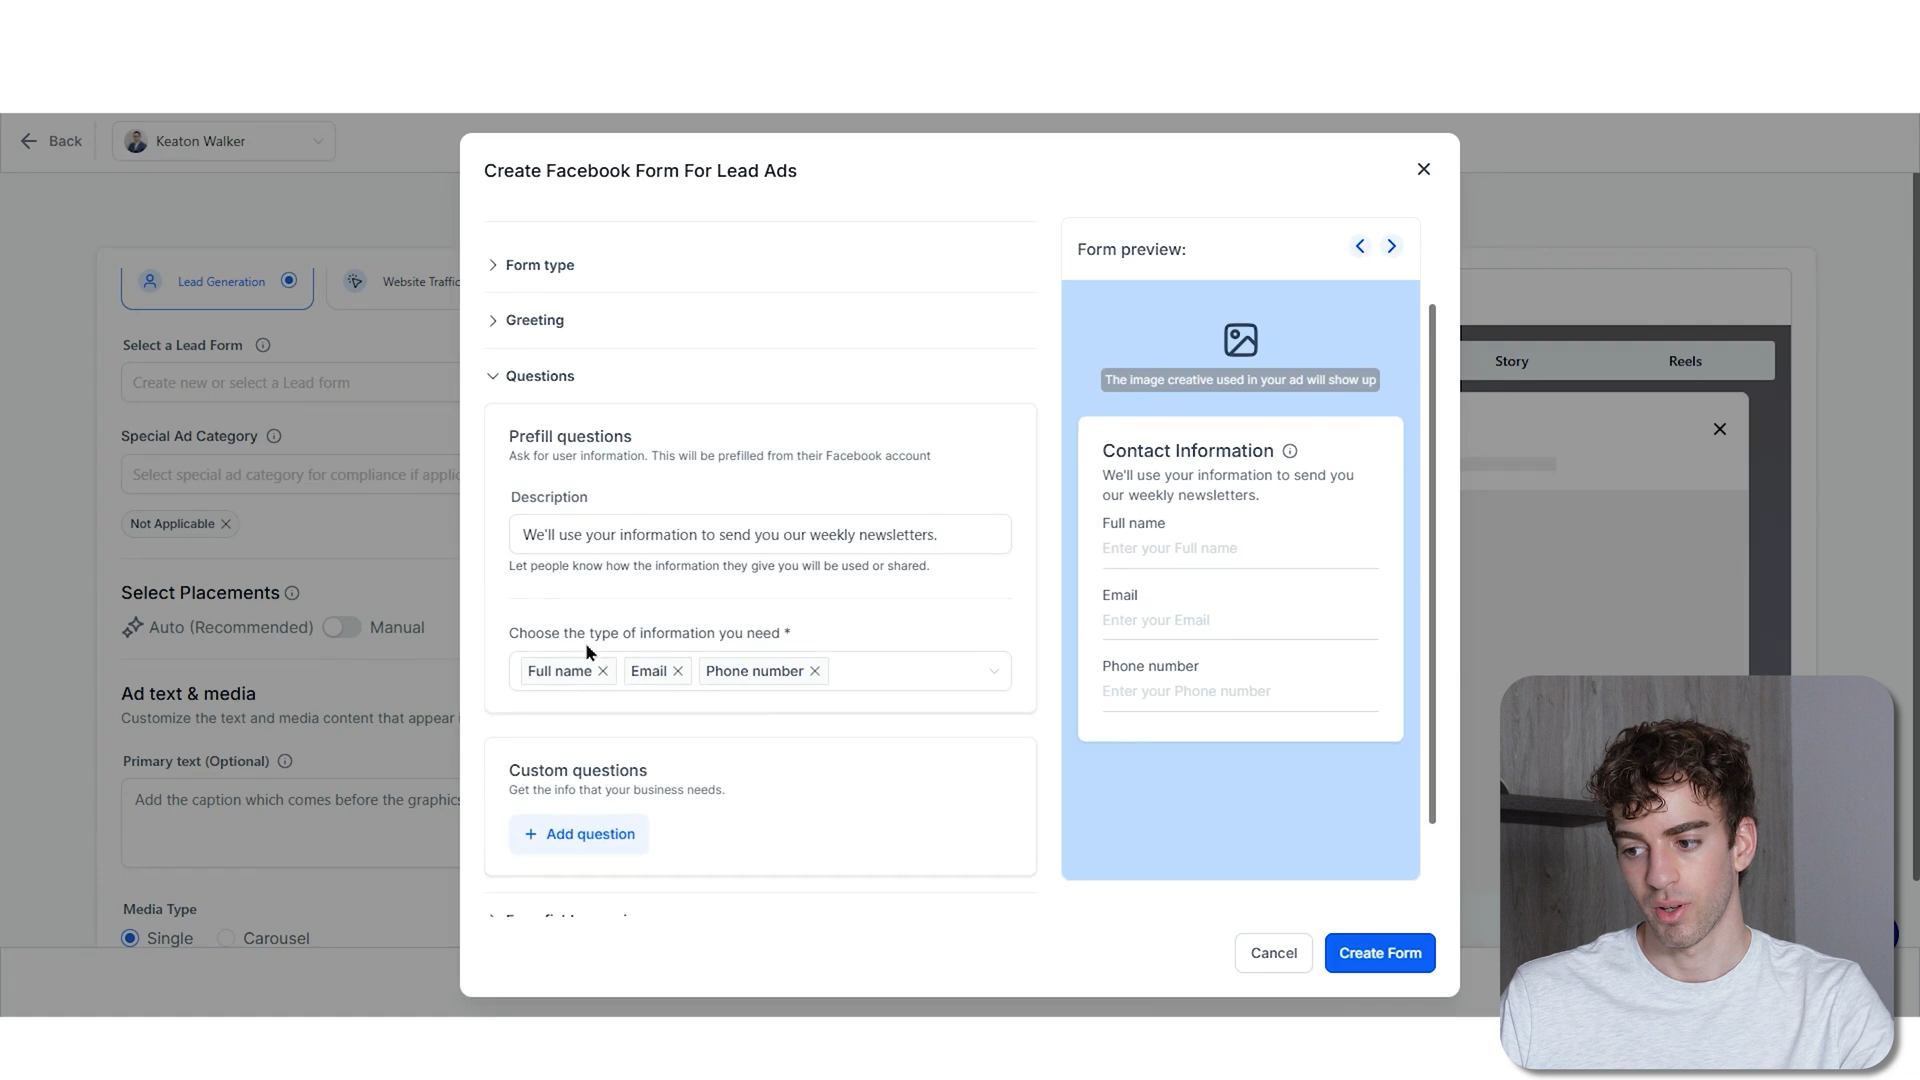 Back
Keaton Walker
Create Facebook Form For Lead Ads
Lead Generation
Website Traffic
Select a Lead Form
Create new or select a Lead form
Special Ad Category
Select special ad category for compliance if applic
Not Applicable
Select Placements
Auto (Recommended)
Manual
Ad text & media
Customize the text and media content that appear
Primary text (Optional)
Add the caption which comes before the graphics
Media Type
Single
Carousel
Form type
Greeting
Questions
Prefill questions
Ask for user information. This will be prefilled from their Facebook account
Description
We'll use your information to send you our weekly newsletters.
Let people know how the information they give you will be used or shared.
Choose the type of information you need *
Full name
Email
Phone number
Custom questions
Get the info that your business needs.
+ Add question
Form preview:
The image creative used in your ad will show up
Contact Information
We'll use your information to send you
our weekly newsletters.
Full name
Enter your Full name
Email
Enter your Email
Phone number
Enter your Phone number
Cancel
Create Form
Story
Reels